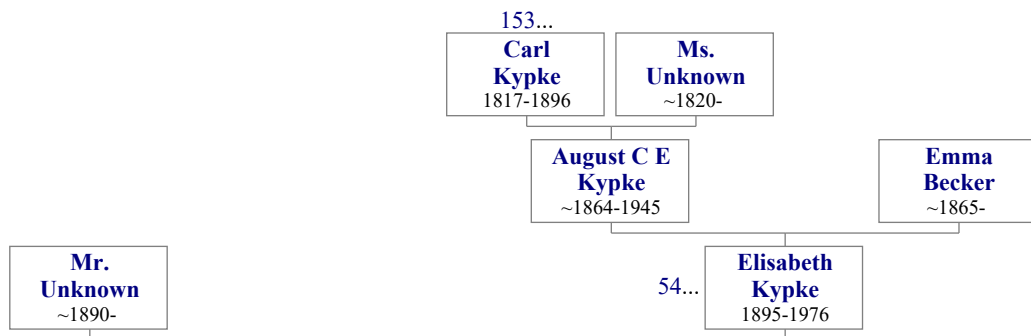 153...
Carl
Kypke
1817-1896
Ms.
Unknown
~1820-
August C E
Kypke
~1864-1945
Emma
Becker
~1865-
Mr.
Unknown
~1890-
54...
Elisabeth
Kypke
1895-1976